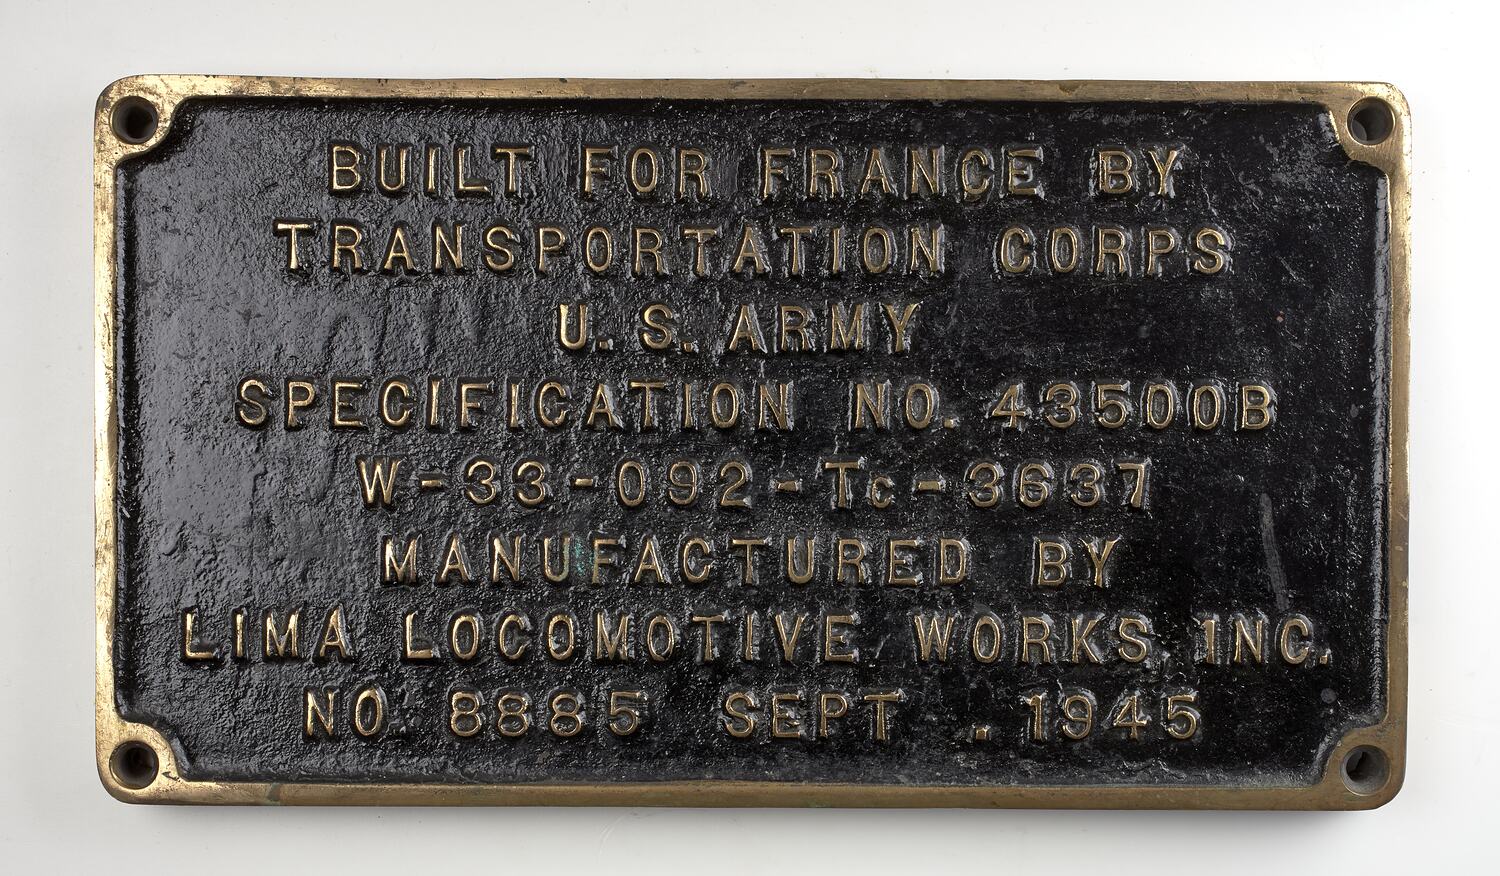 BUILT FOR FRANCE BY
TRANSPORTATION CORPS
U. S. ARMY
SPECIFICATION NO. 43500B
W-33-092-Tc-3637
MANUFACTURED BY
LIMA LOCOMOTIVE WORKS INC.
NO. 8885 SEPT . 1945